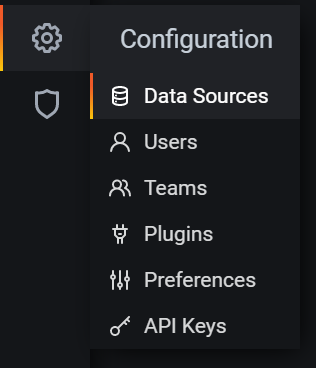 Configuration
Data Sources
Users
Teams
Plugins
Preferences
API Keys